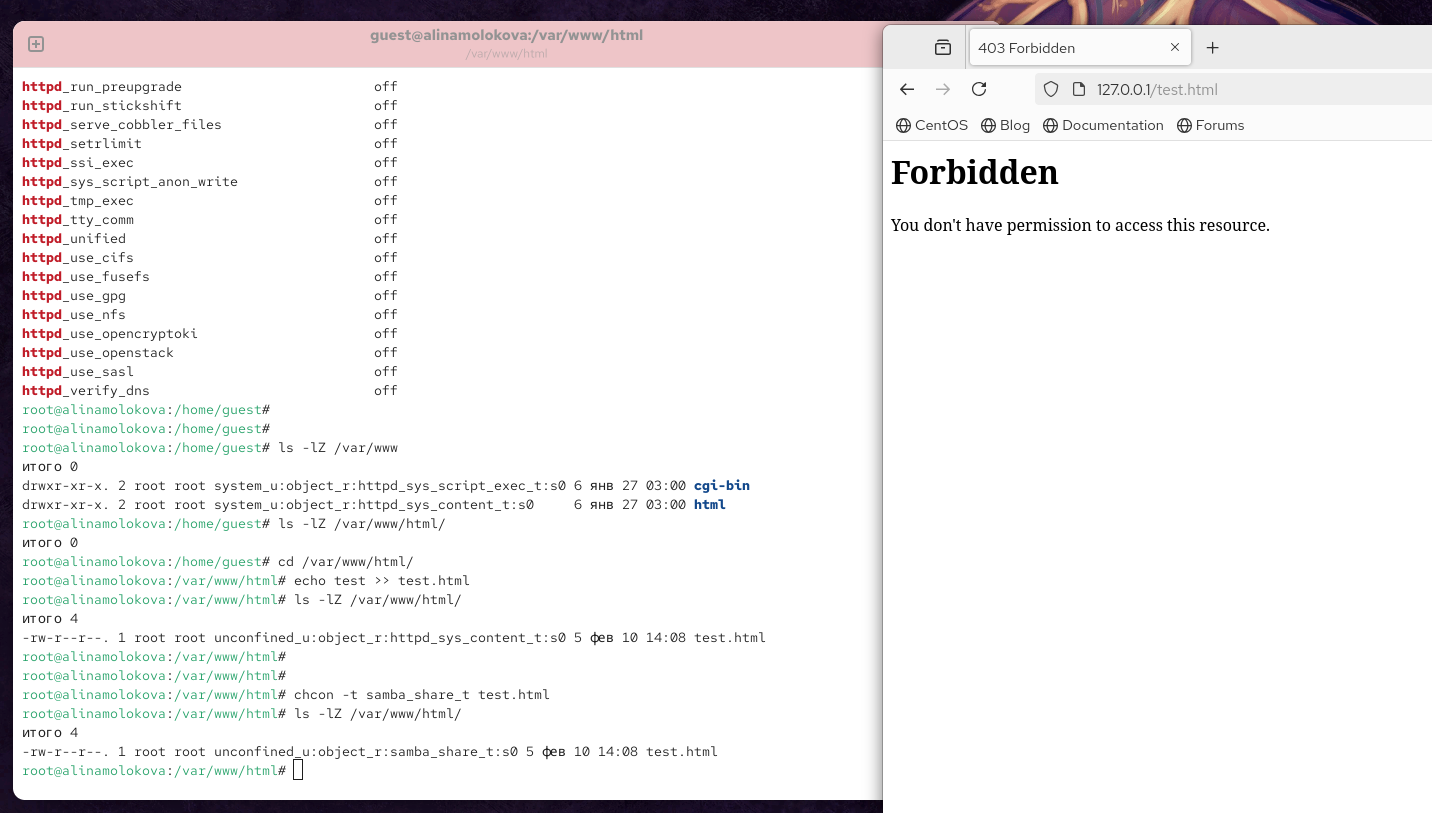 guest@alinamolokova:/var/www/html
/var/www/html
httpd_run_preupgrade off
httpd_run_stickshift off
httpd_serve_cobbler_files off
httpd_setrlimit off
httpd_ssi_exec off
httpd_sys_script_anon_write off
httpd_tmp_exec off
httpd_tty_comm off
httpd_unified off
httpd_use_cifs off
httpd_use_fusefs off
httpd_use_gpg off
httpd_use_nfs off
httpd_use_opencryptoki off
httpd_use_openstack off
httpd_use_sasl off
httpd_verify_dns off
root@alinamolokova:/home/guest#
root@alinamolokova:/home/guest#
root@alinamolokova:/home/guest# ls -lZ /var/www
итого 0
drwxr-xr-x. 2 root root system_u:object_r:httpd_sys_script_exec_t:s0 6 янв 27 03:00 cgi-bin
drwxr-xr-x. 2 root root system_u:object_r:httpd_sys_content_t:s0 6 янв 27 03:00 html
root@alinamolokova:/home/guest# ls -lZ /var/www/html/
итого 0
root@alinamolokova:/home/guest# cd /var/www/html/
root@alinamolokova:/var/www/html# echo test >> test.html
root@alinamolokova:/var/www/html# ls -lZ /var/www/html/
итого 4
-rw-r--r--. 1 root root unconfined_u:object_r:httpd_sys_content_t:s0 5 фев 10 14:08 test.html
root@alinamolokova:/var/www/html#
root@alinamolokova:/var/www/html#
root@alinamolokova:/var/www/html# chcon -t samba_share_t test.html
root@alinamolokova:/var/www/html# ls -lZ /var/www/html/
итого 4
-rw-r--r--. 1 root root unconfined_u:object_r:samba_share_t:s0 5 фев 10 14:08 test.html
root@alinamolokova:/var/www/html#
403 Forbidden
127.0.0.1/test.html
CentOS Blog Documentation Forums
Forbidden
You don't have permission to access this resource.